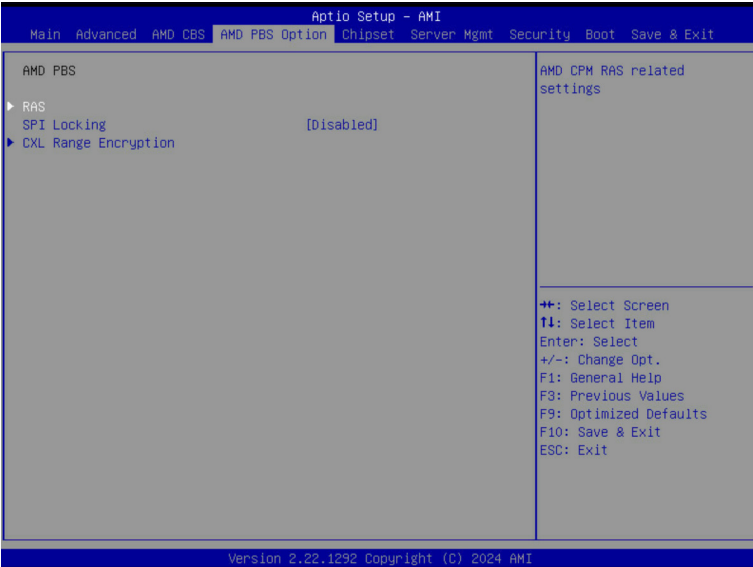 Aptio Setup - AMI
Main Advanced AMD CBS AMD PBS Option Chipset Server Mgmt Security Boot Save & Exit
AMD PBS
RAS
SPI Locking [Disabled]
CXL Range Encryption
AMD CPM RAS related
settings
→←: Select Screen
↑↓: Select Item
Enter: Select
+/-: Change Opt.
F1: General Help
F3: Previous Values
F9: Optimized Defaults
F10: Save & Exit
ESC: Exit
Version 2.22.1292 Copyright (C) 2024 AMI